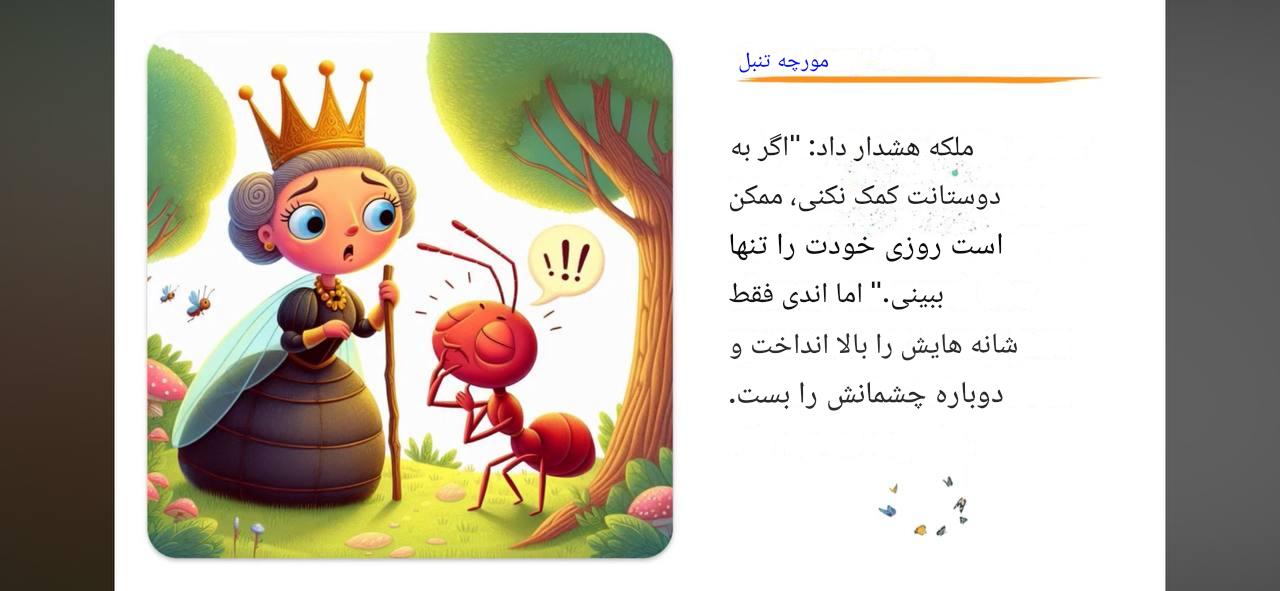 مورچه تنبل
ملکه هشدار داد: "اگر به
دوستانت کمک نکنی، ممکن
است روزی خودت را تنها
ببینی." اما اندی فقط
شانه هایش را بالا انداخت و
دوباره چشمانش را بست.
!!!